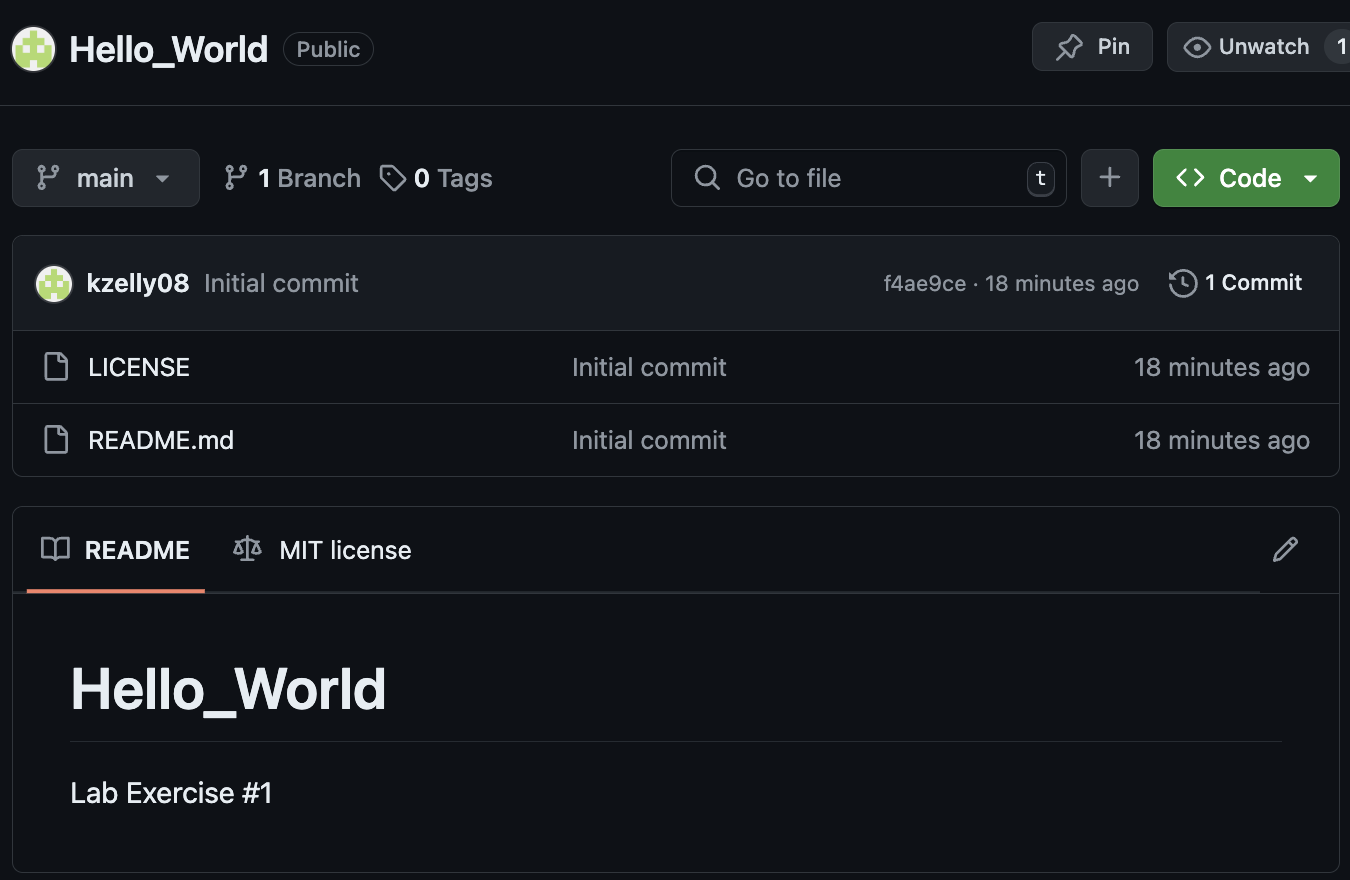 Hello_World Public Pin Unwatch 1
main 1 Branch 0 Tags Go to file t + <> Code
kzelly08 Initial commit f4ae9ce · 18 minutes ago 1 Commit
LICENSE Initial commit 18 minutes ago
README.md Initial commit 18 minutes ago
README MIT license
Hello_World
Lab Exercise #1